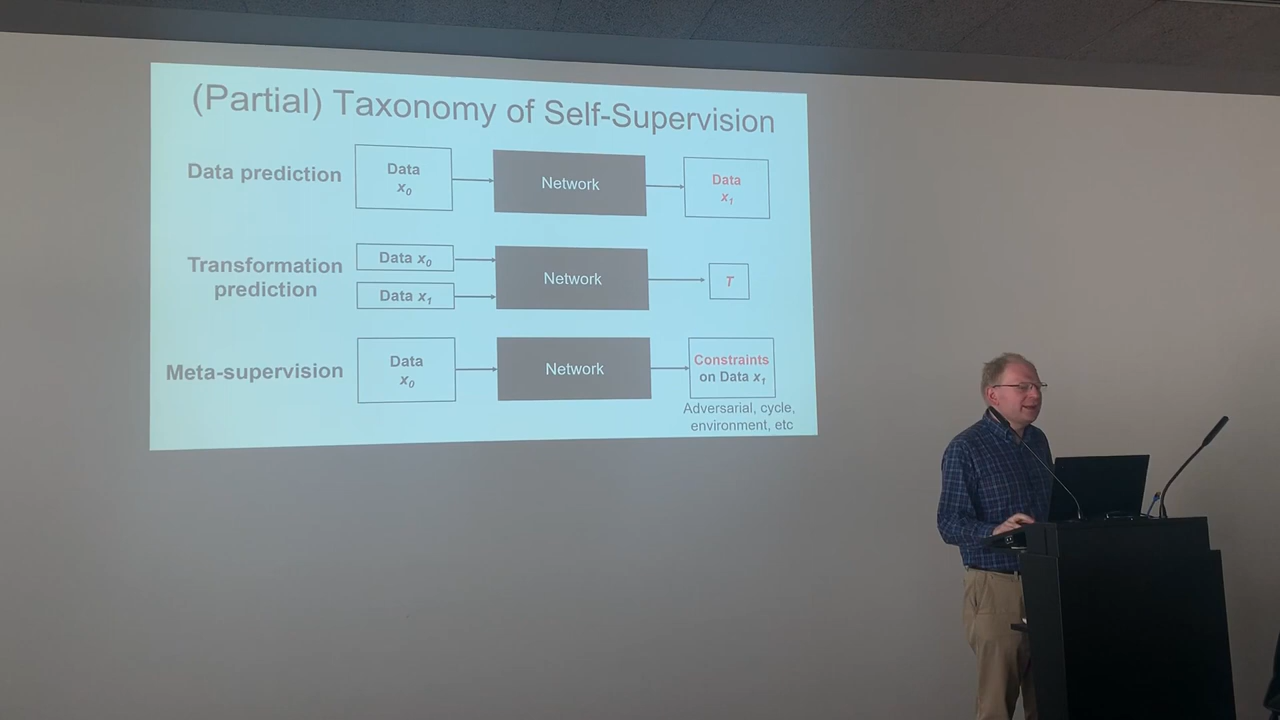 (Partial) Taxonomy of Self-Supervision
Data prediction
Data
x0
Network
Data
x1
Transformation
prediction
Data x0
Data x1
Network
T
Meta-supervision
Data
x0
Network
Constraints
on Data x1
Adversarial, cycle,
environment, etc